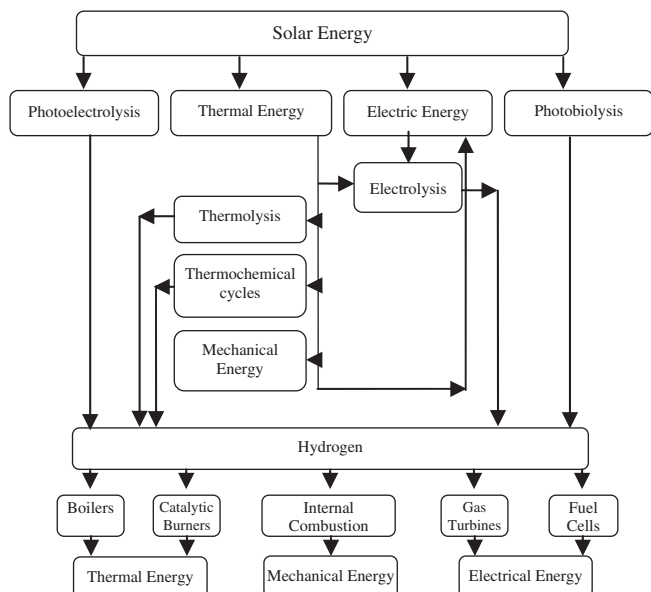 Solar Energy
Photoelectrolysis
Thermal Energy
Electric Energy
Photobiolysis
Electrolysis
Thermolysis
Thermochemical
cycles
Mechanical
Energy
Hydrogen
Boilers
Catalytic
Burners
Internal
Combustion
Gas
Turbines
Fuel
Cells
Thermal Energy
Mechanical Energy
Electrical Energy